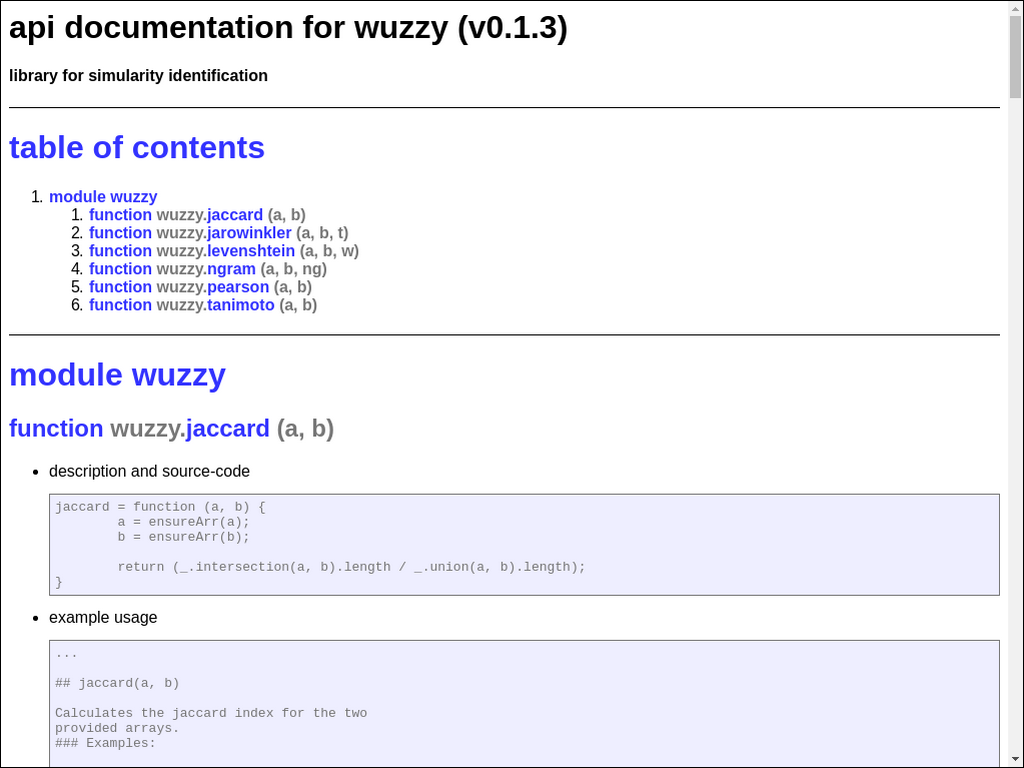 api documentation for wuzzy (v0.1.3)
library for simularity identification
table of contents
1. module wuzzy
1. function wuzzy.jaccard (a, b)
2. function wuzzy.jarowinkler (a, b, t)
3. function wuzzy.levenshtein (a, b, w)
4. function wuzzy.ngram (a, b, ng)
5. function wuzzy.pearson (a, b)
6. function wuzzy.tanimoto (a, b)
module wuzzy
function wuzzy.jaccard (a, b)
• description and source-code
jaccard = function (a, b) {
        a = ensureArr(a);
        b = ensureArr(b);
        return (_.intersection(a, b).length / _.union(a, b).length);
}
• example usage
...
## jaccard(a, b)
Calculates the jaccard index for the two
provided arrays.
### Examples: